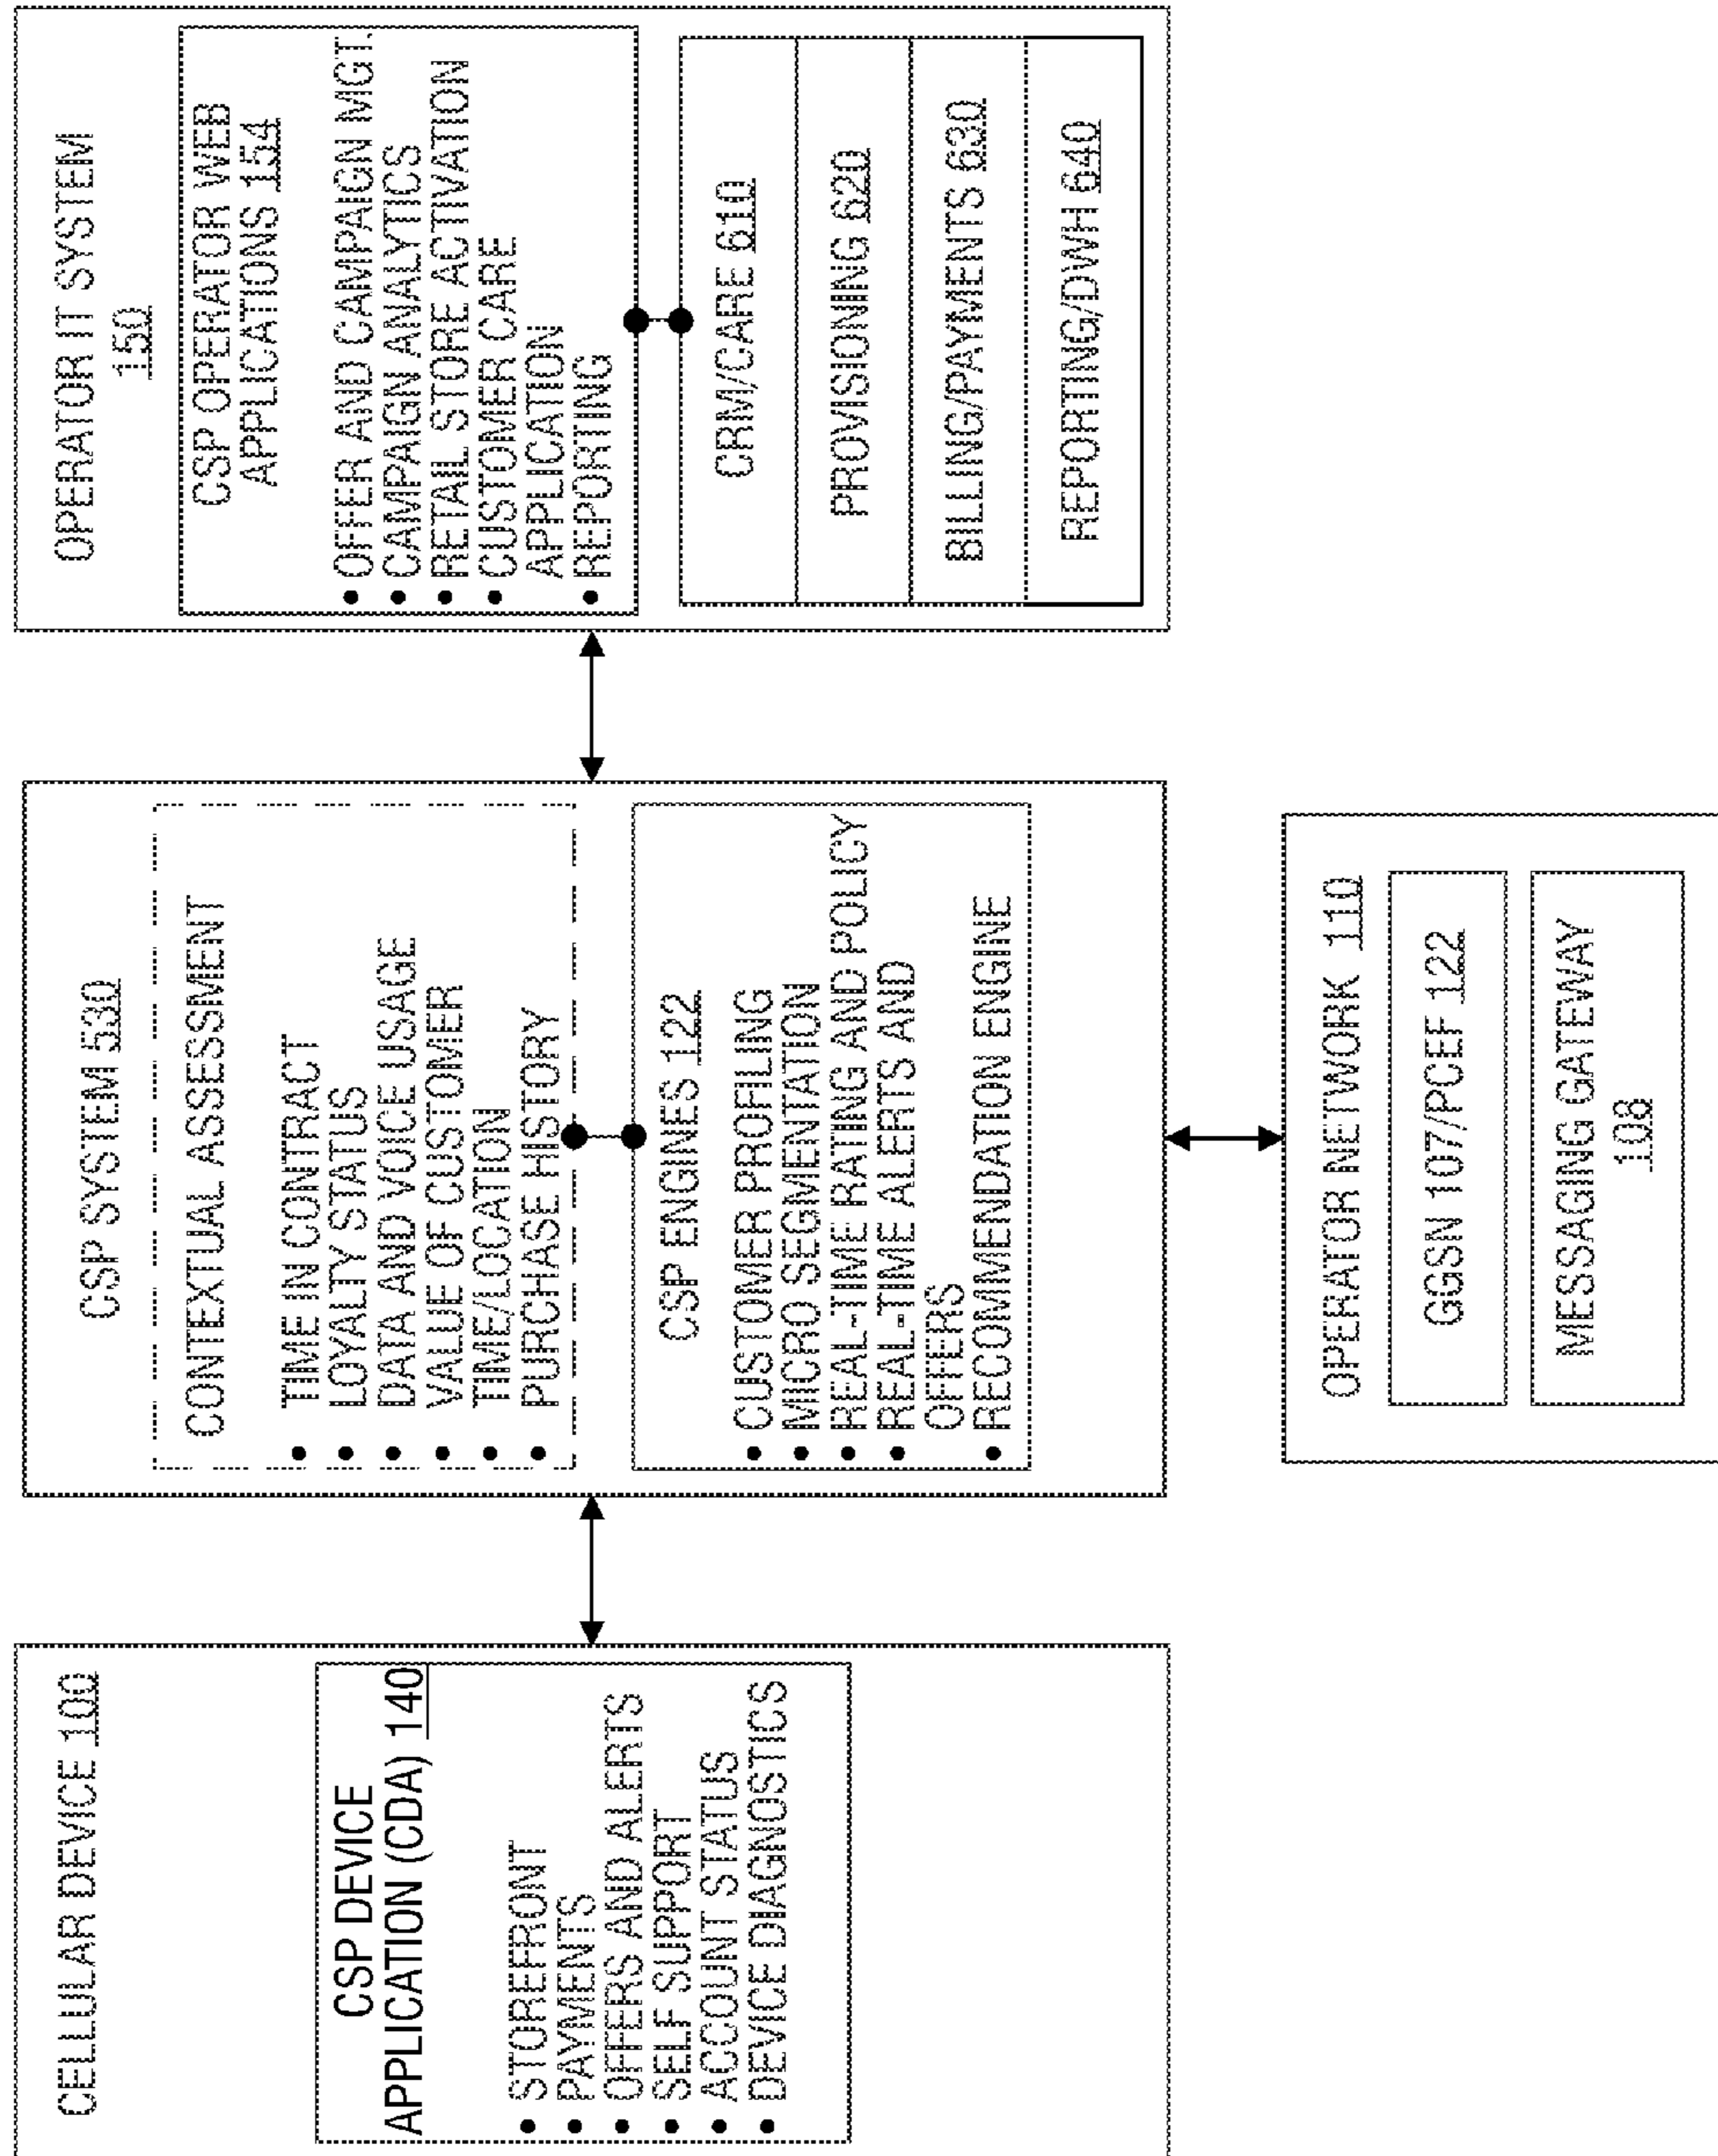 CELLULAR DEVICE 100
CSP DEVICE
APPLICATION (CDA) 140
• STOREFRONT
• PAYMENTS
• OFFERS AND ALERTS
• SELF SUPPORT
• ACCOUNT STATUS
• DEVICE DIAGNOSTICS
CSP SYSTEM 530
CONTEXTUAL ASSESSMENT
• TIME IN CONTRACT
• LOYALTY STATUS
• DATA AND VOICE USAGE
• VALUE OF CUSTOMER
• TIME/LOCATION
• PURCHASE HISTORY
CSP ENGINES 122
• CUSTOMER PROFILING
• MICRO SEGMENTATION
• REAL-TIME RATING AND POLICY
• REAL-TIME ALERTS AND
OFFERS
• RECOMMENDATION ENGINE
OPERATOR NETWORK 110
GGSN 107/PCEF 122
MESSAGING GATEWAY
108
OPERATOR IT SYSTEM
150
CSP OPERATOR WEB
APPLICATIONS 154
• OFFER AND CAMPAIGN MGT.
• CAMPAIGN ANALYTICS
• RETAIL STORE ACTIVATION
• CUSTOMER CARE
APPLICATION
• REPORTING
CRM/CARE 610
PROVISIONING 620
BILLING/PAYMENTS 630
REPORTING/DWH 640